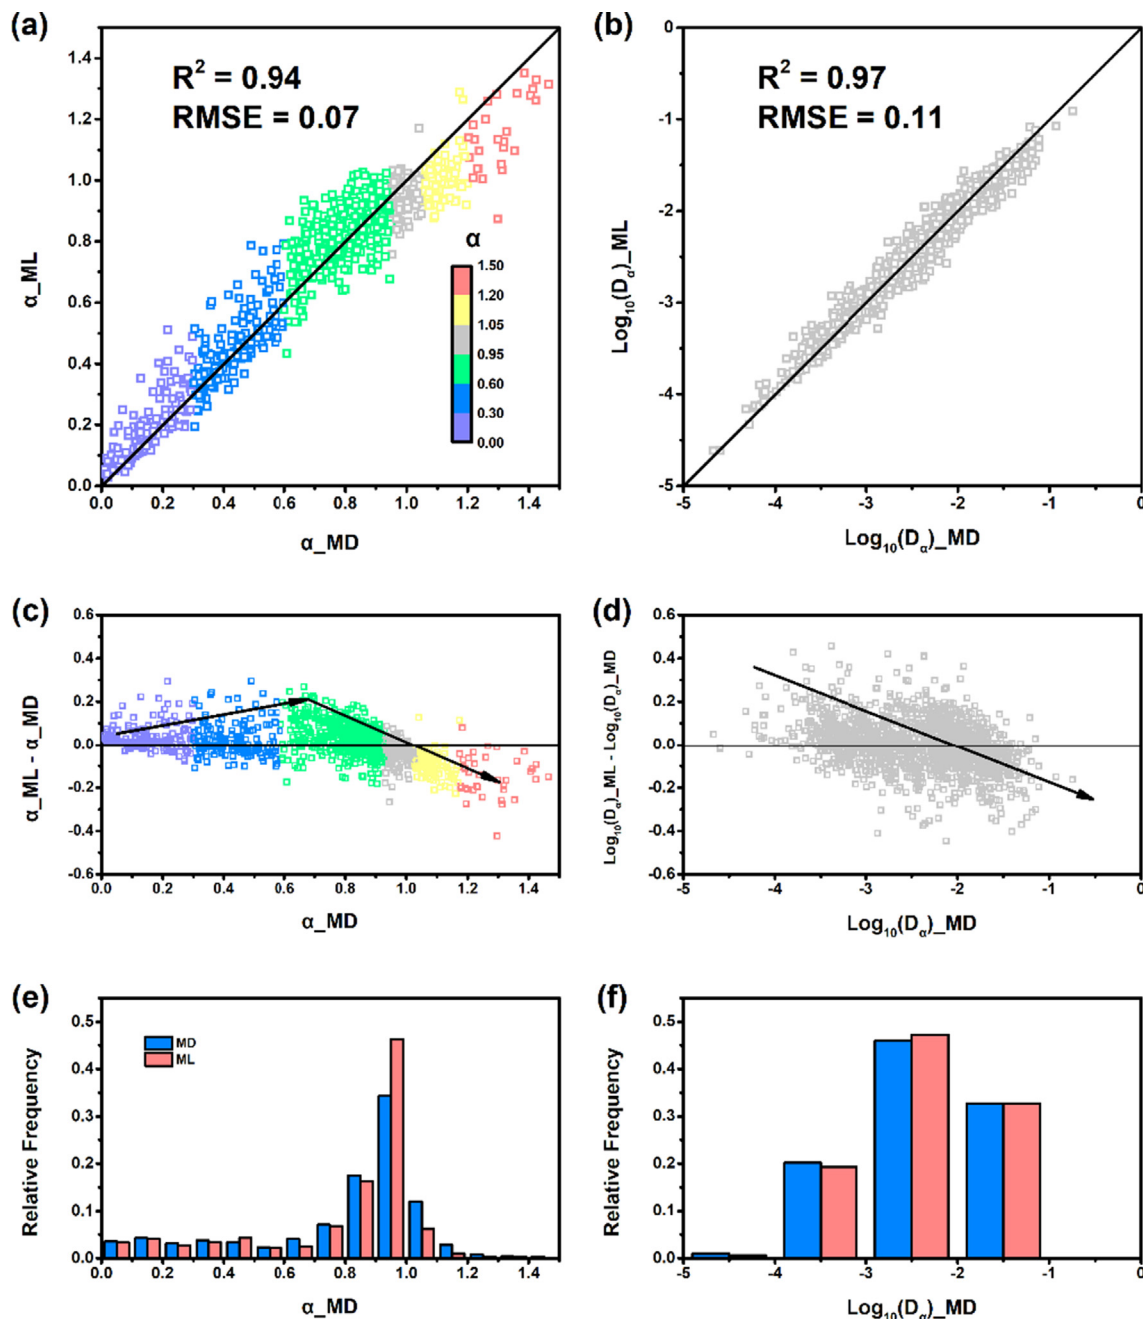 (a)
R² = 0.94
RMSE = 0.07
α_ML
1.4
1.2
1.0
0.8
0.6
0.4
0.2
0.0
α
1.50
1.20
1.05
0.95
0.60
0.30
0.00
0.0 0.2 0.4 0.6 0.8 1.0 1.2 1.4
α_MD
(b)
R² = 0.97
RMSE = 0.11
Log₁₀(Dα)_ML
0
-1
-2
-3
-4
-5
-5 -4 -3 -2 -1 0
Log₁₀(Dα)_MD
(c)
α_ML - α_MD
0.6
0.4
0.2
0.0
-0.2
-0.4
-0.6
0.0 0.2 0.4 0.6 0.8 1.0 1.2 1.4
α_MD
(d)
Log₁₀(Dα)_ML - Log₁₀(Dα)_MD
0.6
0.4
0.2
0.0
-0.2
-0.4
-0.6
-5 -4 -3 -2 -1 0
Log₁₀(Dα)_MD
(e)
Relative Frequency
0.5
0.4
0.3
0.2
0.1
0.0
MD
ML
0.0 0.2 0.4 0.6 0.8 1.0 1.2 1.4
α_MD
(f)
Relative Frequency
0.5
0.4
0.3
0.2
0.1
0.0
-5 -4 -3 -2 -1 0
Log₁₀(Dα)_MD